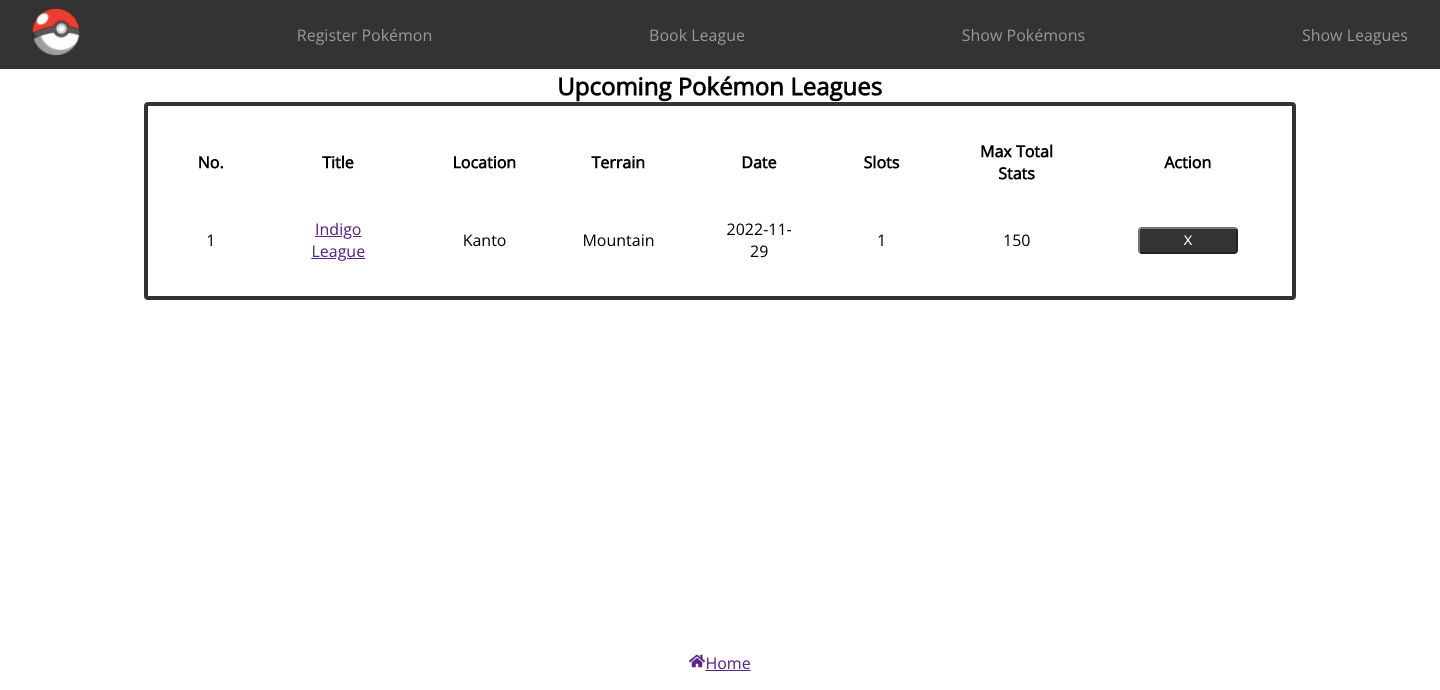 Register Pokémon Book League Show Pokémons Show Leagues
Upcoming Pokémon Leagues
No. Title Location Terrain Date Slots Max Total Stats Action
1 Indigo League Kanto Mountain 2022-11-29 1 150 X
Home